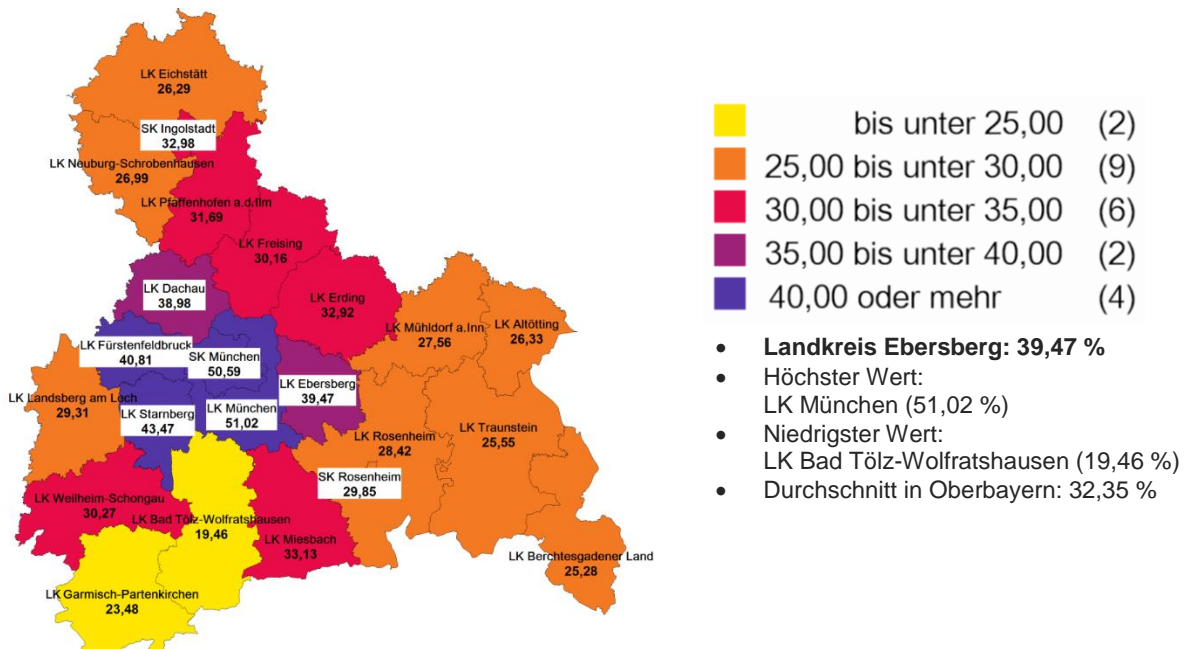 LK Eichstätt
26,29
SK Ingolstadt
32,98
LK Neuburg-Schrobenhausen
26,99
LK Pfaffenhofen a.d.Ilm
31,69
LK Freising
30,16
LK Dachau
38,98
LK Erding
32,92
LK Mühldorf a.Inn
27,56
LK Altötting
26,33
LK Fürstenfeldbruck
40,81
SK München
50,59
LK Ebersberg
39,47
LK Landsberg am Lech
29,31
LK Starnberg
43,47
LK München
51,02
LK Rosenheim
28,42
LK Traunstein
25,55
SK Rosenheim
29,85
LK Weilheim-Schongau
30,27
LK Bad Tölz-Wolfratshausen
19,46
LK Miesbach
33,13
LK Berchtesgadener Land
25,28
LK Garmisch-Partenkirchen
23,48
bis unter 25,00 (2)
25,00 bis unter 30,00 (9)
30,00 bis unter 35,00 (6)
35,00 bis unter 40,00 (2)
40,00 oder mehr (4)
• Landkreis Ebersberg: 39,47 %
• Höchster Wert:
LK München (51,02 %)
• Niedrigster Wert:
LK Bad Tölz-Wolfratshausen (19,46 %)
• Durchschnitt in Oberbayern: 32,35 %